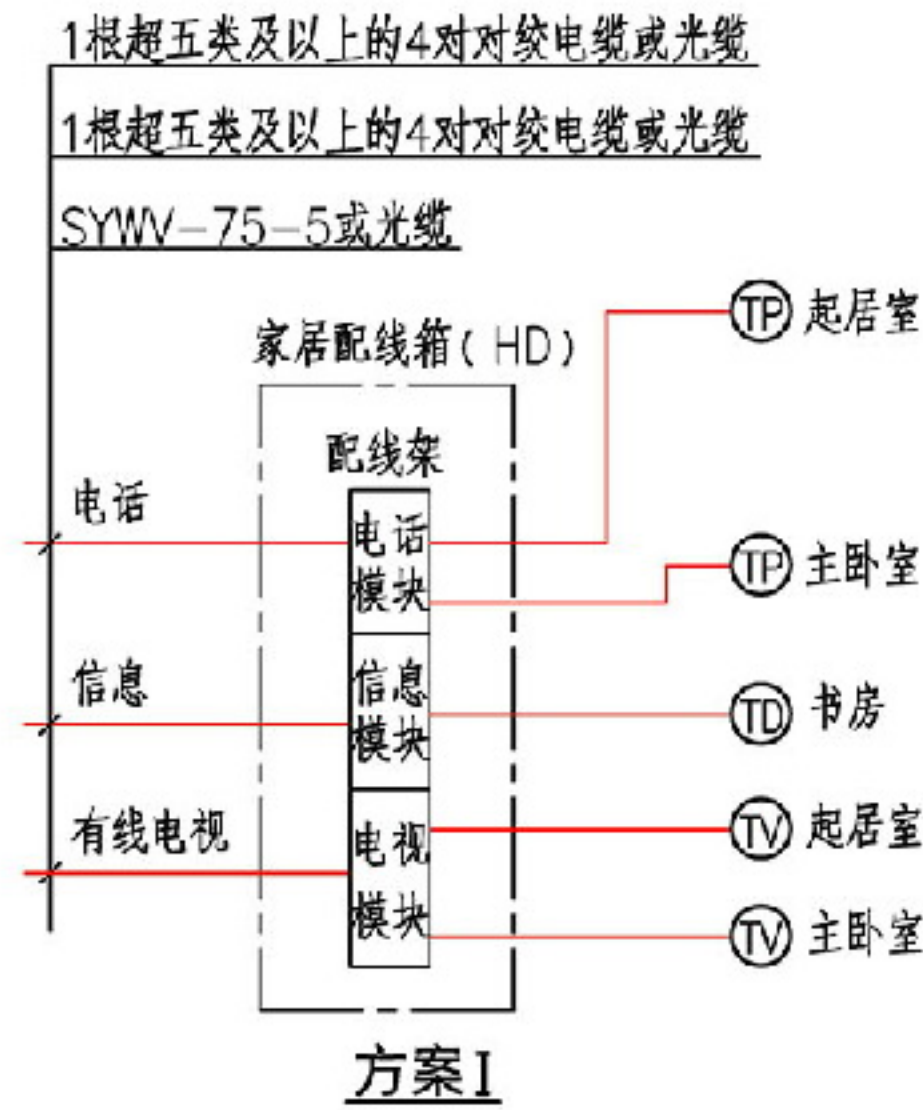 1根超五类及以上的4对对绞电缆或光缆
1根超五类及以上的4对对绞电缆或光缆
SYWV-75-5或光缆
TP 起居室
家居配线箱(HD)
配线架
电话
电话
模块
TP 主卧室
信息
信息
模块
TD 书房
有线电视
电视
模块
TV 起居室
TV 主卧室
方案I